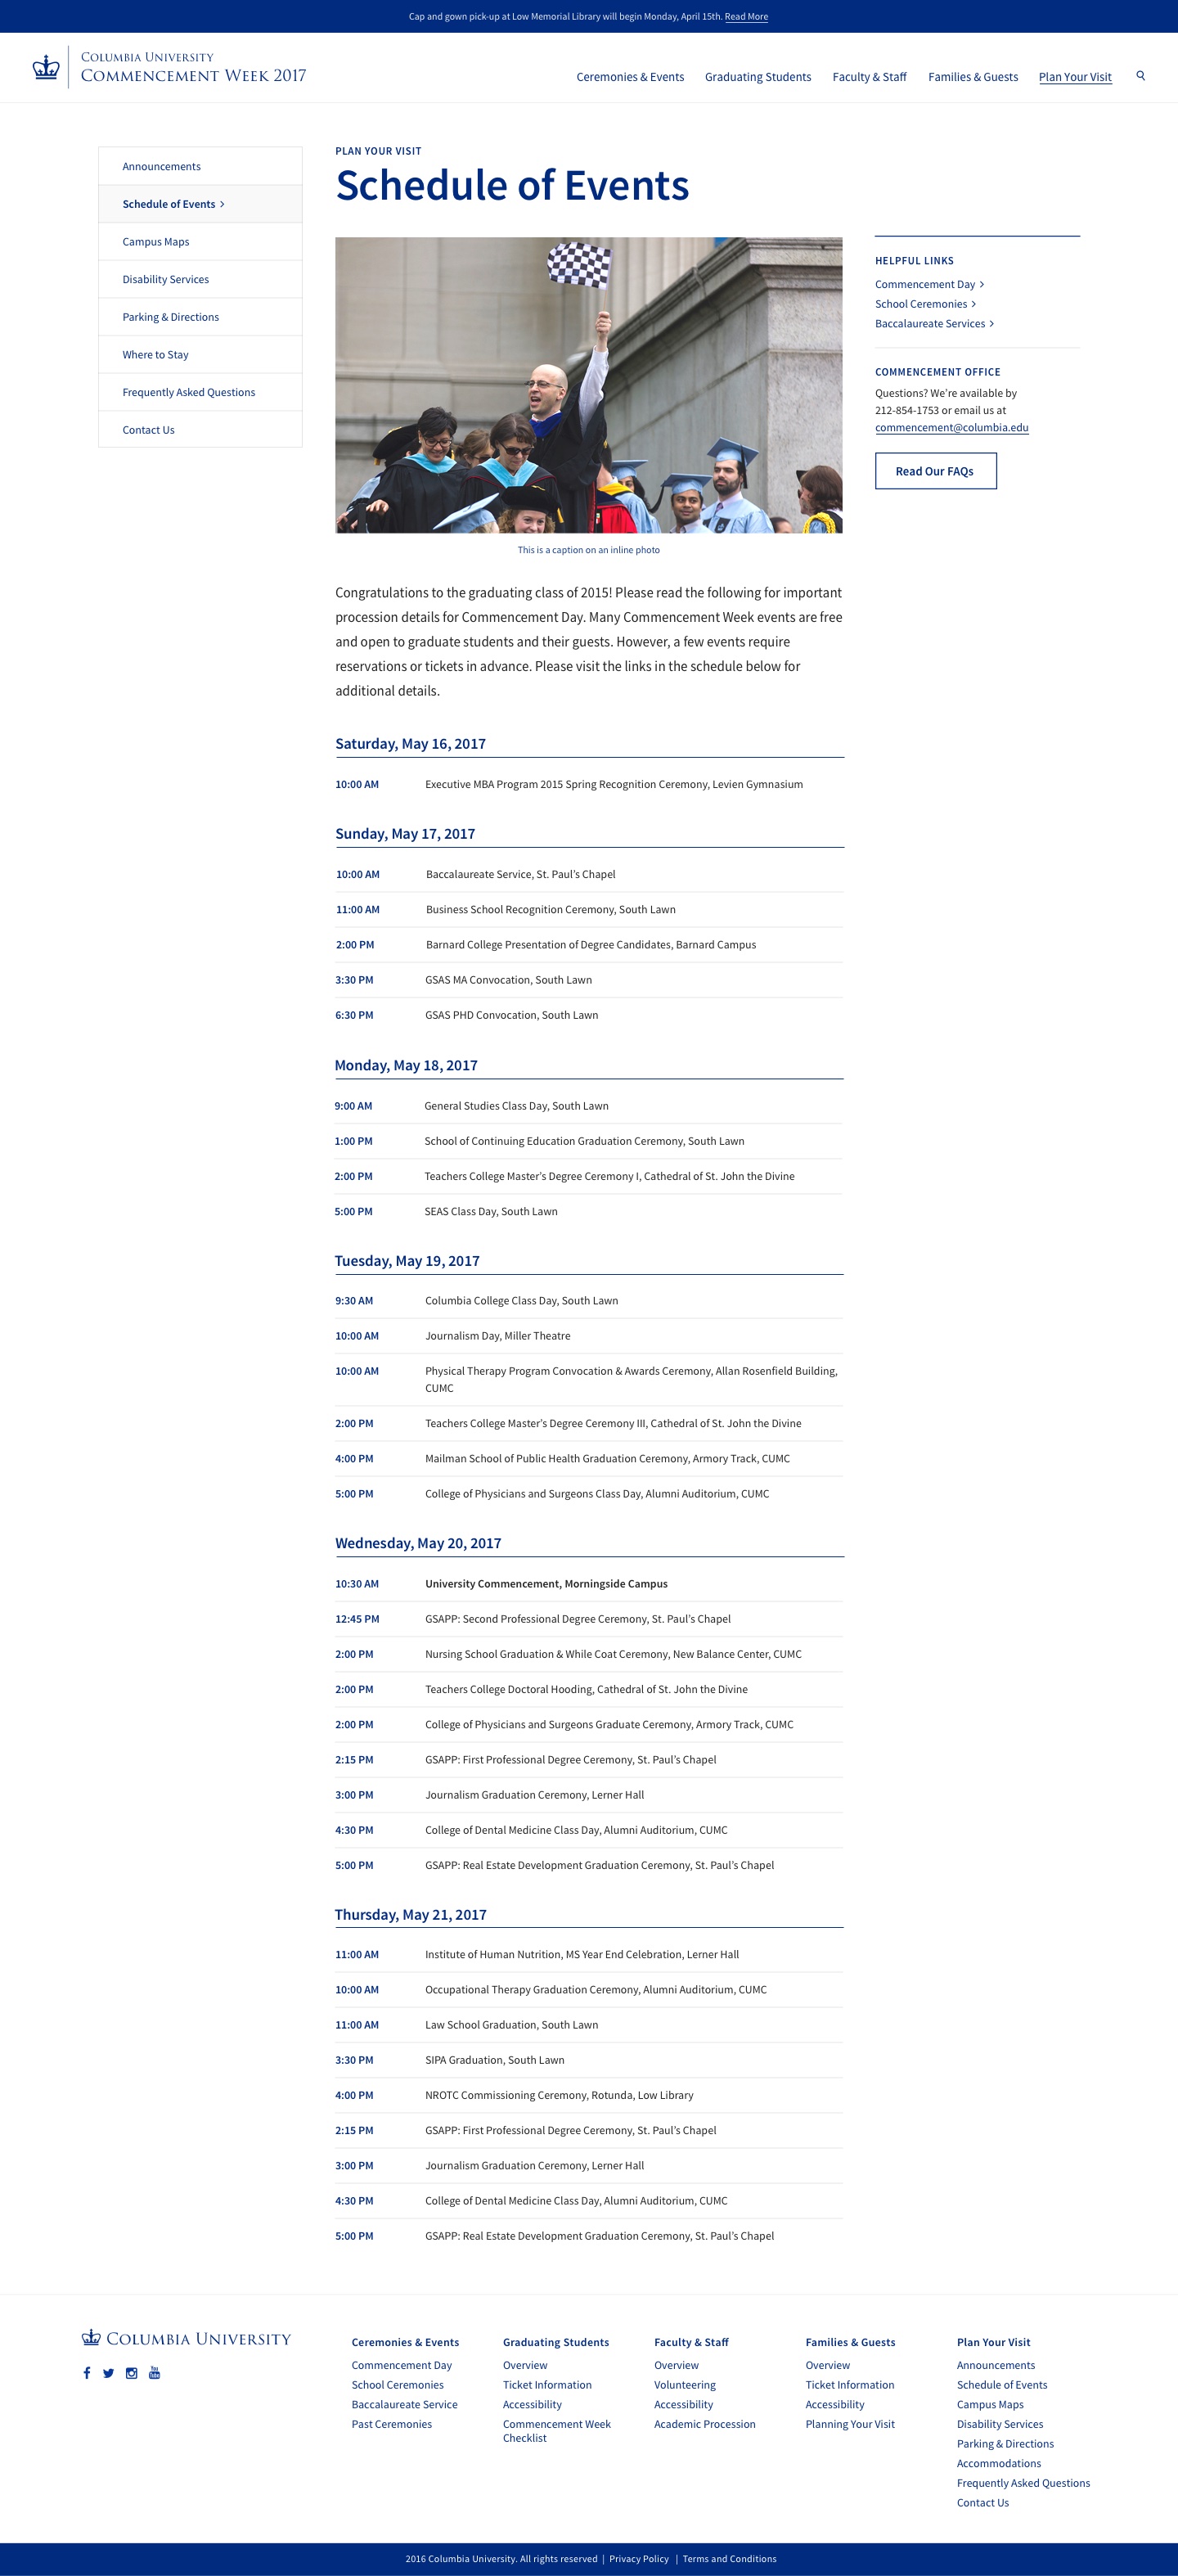 Cap and gown pick-up at Low Memorial Library will begin Monday, April 15th. Read More
Columbia University
Commencement Week 2017
Ceremonies & Events
Graduating Students
Faculty & Staff
Families & Guests
Plan Your Visit
Announcements
Schedule of Events
Campus Maps
Disability Services
Parking & Directions
Where to Stay
Frequently Asked Questions
Contact Us
PLAN YOUR VISIT
Schedule of Events
This is a caption on an inline photo
HELPFUL LINKS
Commencement Day
School Ceremonies
Baccalaureate Services
COMMENCEMENT OFFICE
Questions? We're available by
212-854-1753 or email us at
commencement@columbia.edu
Read Our FAQs
Congratulations to the graduating class of 2015! Please read the following for important
procession details for Commencement Day. Many Commencement Week events are free
and open to graduate students and their guests. However, a few events require
reservations or tickets in advance. Please visit the links in the schedule below for
additional details.
Saturday, May 16, 2017
10:00 AM Executive MBA Program 2015 Spring Recognition Ceremony, Levien Gymnasium
Sunday, May 17, 2017
10:00 AM Baccalaureate Service, St. Paul's Chapel
11:00 AM Business School Recognition Ceremony, South Lawn
2:00 PM Barnard College Presentation of Degree Candidates, Barnard Campus
3:30 PM GSAS MA Convocation, South Lawn
6:30 PM GSAS PHD Convocation, South Lawn
Monday, May 18, 2017
9:00 AM General Studies Class Day, South Lawn
1:00 PM School of Continuing Education Graduation Ceremony, South Lawn
2:00 PM Teachers College Master's Degree Ceremony I, Cathedral of St. John the Divine
5:00 PM SEAS Class Day, South Lawn
Tuesday, May 19, 2017
9:30 AM Columbia College Class Day, South Lawn
10:00 AM Journalism Day, Miller Theatre
10:00 AM Physical Therapy Program Convocation & Awards Ceremony, Allan Rosenfield Building,
CUMC
2:00 PM Teachers College Master's Degree Ceremony III, Cathedral of St. John the Divine
4:00 PM Mailman School of Public Health Graduation Ceremony, Armory Track, CUMC
5:00 PM College of Physicians and Surgeons Class Day, Alumni Auditorium, CUMC
Wednesday, May 20, 2017
10:30 AM University Commencement, Morningside Campus
12:45 PM GSAPP: Second Professional Degree Ceremony, St. Paul's Chapel
2:00 PM Nursing School Graduation & While Coat Ceremony, New Balance Center, CUMC
2:00 PM Teachers College Doctoral Hooding, Cathedral of St. John the Divine
2:00 PM College of Physicians and Surgeons Graduate Ceremony, Armory Track, CUMC
2:15 PM GSAPP: First Professional Degree Ceremony, St. Paul's Chapel
3:00 PM Journalism Graduation Ceremony, Lerner Hall
4:30 PM College of Dental Medicine Class Day, Alumni Auditorium, CUMC
5:00 PM GSAPP: Real Estate Development Graduation Ceremony, St. Paul's Chapel
Thursday, May 21, 2017
11:00 AM Institute of Human Nutrition, MS Year End Celebration, Lerner Hall
10:00 AM Occupational Therapy Graduation Ceremony, Alumni Auditorium, CUMC
11:00 AM Law School Graduation, South Lawn
3:30 PM SIPA Graduation, South Lawn
4:00 PM NROTC Commissioning Ceremony, Rotunda, Low Library
2:15 PM GSAPP: First Professional Degree Ceremony, St. Paul's Chapel
3:00 PM Journalism Graduation Ceremony, Lerner Hall
4:30 PM College of Dental Medicine Class Day, Alumni Auditorium, CUMC
5:00 PM GSAPP: Real Estate Development Graduation Ceremony, St. Paul's Chapel
Columbia University
Ceremonies & Events
Commencement Day
School Ceremonies
Baccalaureate Service
Past Ceremonies
Graduating Students
Overview
Ticket Information
Accessibility
Commencement Week
Checklist
Faculty & Staff
Overview
Volunteering
Accessibility
Academic Procession
Families & Guests
Overview
Ticket Information
Accessibility
Planning Your Visit
Plan Your Visit
Announcements
Schedule of Events
Campus Maps
Disability Services
Parking & Directions
Accommodations
Frequently Asked Questions
Contact Us
2016 Columbia University. All rights reserved | Privacy Policy | Terms and Conditions